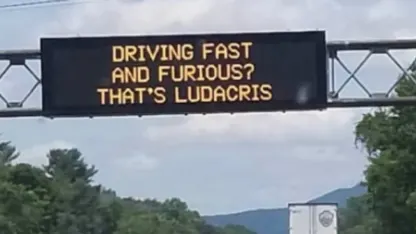 DRIVING FAST
AND FURIOUS?
THAT'S LUDACRIS